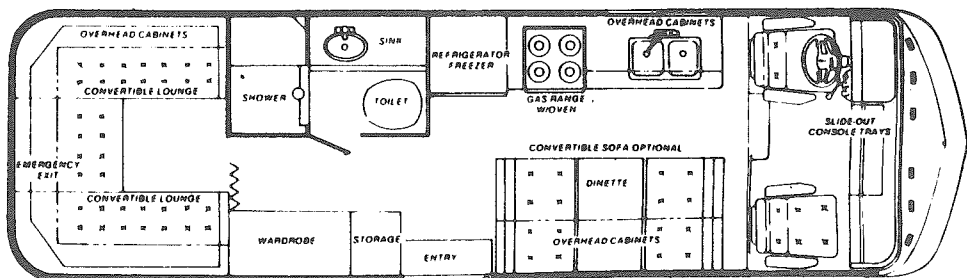 OVERHEAD CABINETS
CONVERTIBLE LOUNGE
EMERGENCY
EXIT
CONVERTIBLE LOUNGE
SHOWER
SINK
TOILET
WARDROBE
STORAGE
ENTRY
REFRIGERATOR
FREEZER
GAS RANGE
W/OVEN
OVERHEAD CABINETS
CONVERTIBLE SOFA OPTIONAL
DINETTE
OVERHEAD CABINETS
SLIDE-OUT
CONSOLE TRAYS